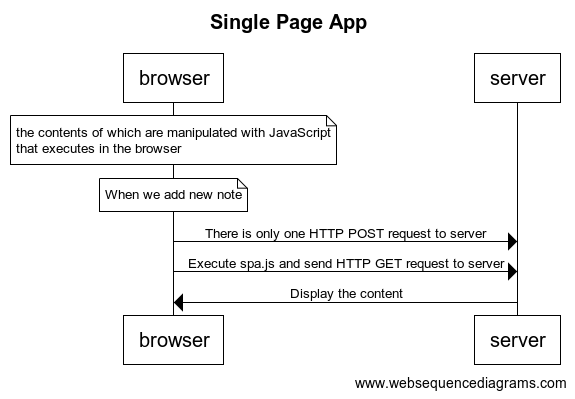 Single Page App
browser
server
the contents of which are manipulated with JavaScript
that executes in the browser
When we add new note
There is only one HTTP POST request to server
Execute spa.js and send HTTP GET request to server
Display the content
browser
server
www.websequencediagrams.com